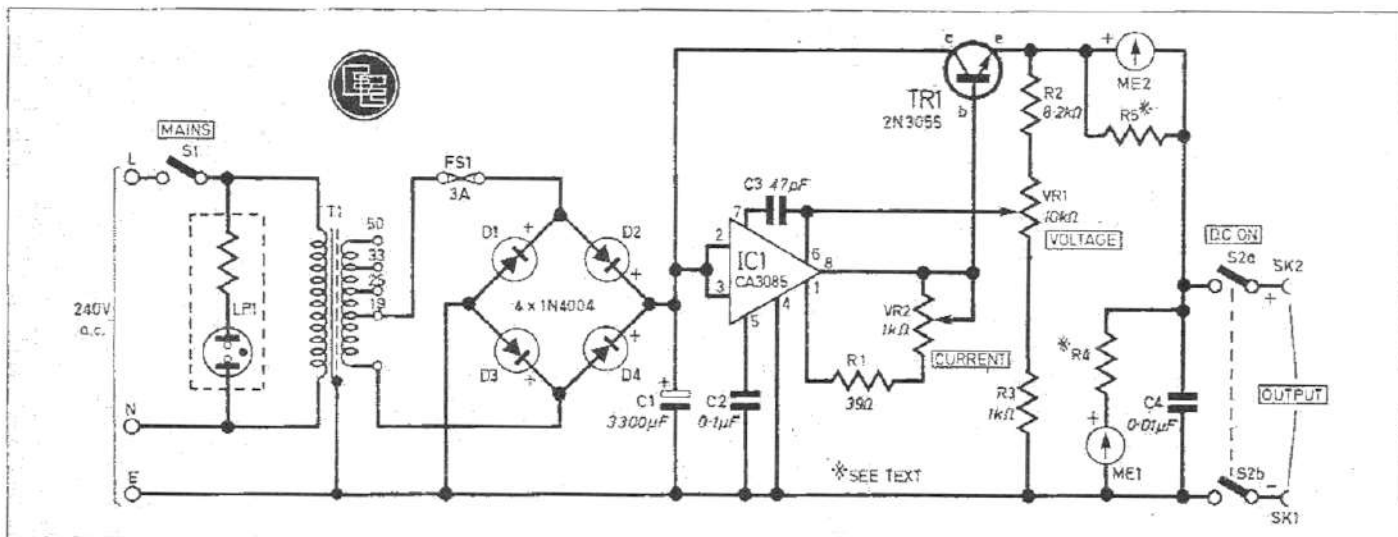 MAINS
S1
L
240V
a.c.
N
E
LP1
T1
50
33
25
19
FS1
3A
D1
D2
D3
D4
4 x 1N4004
+
+
+
+
+
C1
3300µF
C2
0·1µF
C3 47pF
7
2
3
IC1
CA3085
6
8
1
4
5
VR2
1kΩ
CURRENT
R1
39Ω
c
e
b
TR1
2N3055
R2
8·2kΩ
VR1
10kΩ
VOLTAGE
R3
1kΩ
+
ME2
R5※
※R4
+
ME1
C4
0·01µF
D.C ON
S2a
SK2
+
OUTPUT
S2b
-
SK1
※SEE TEXT